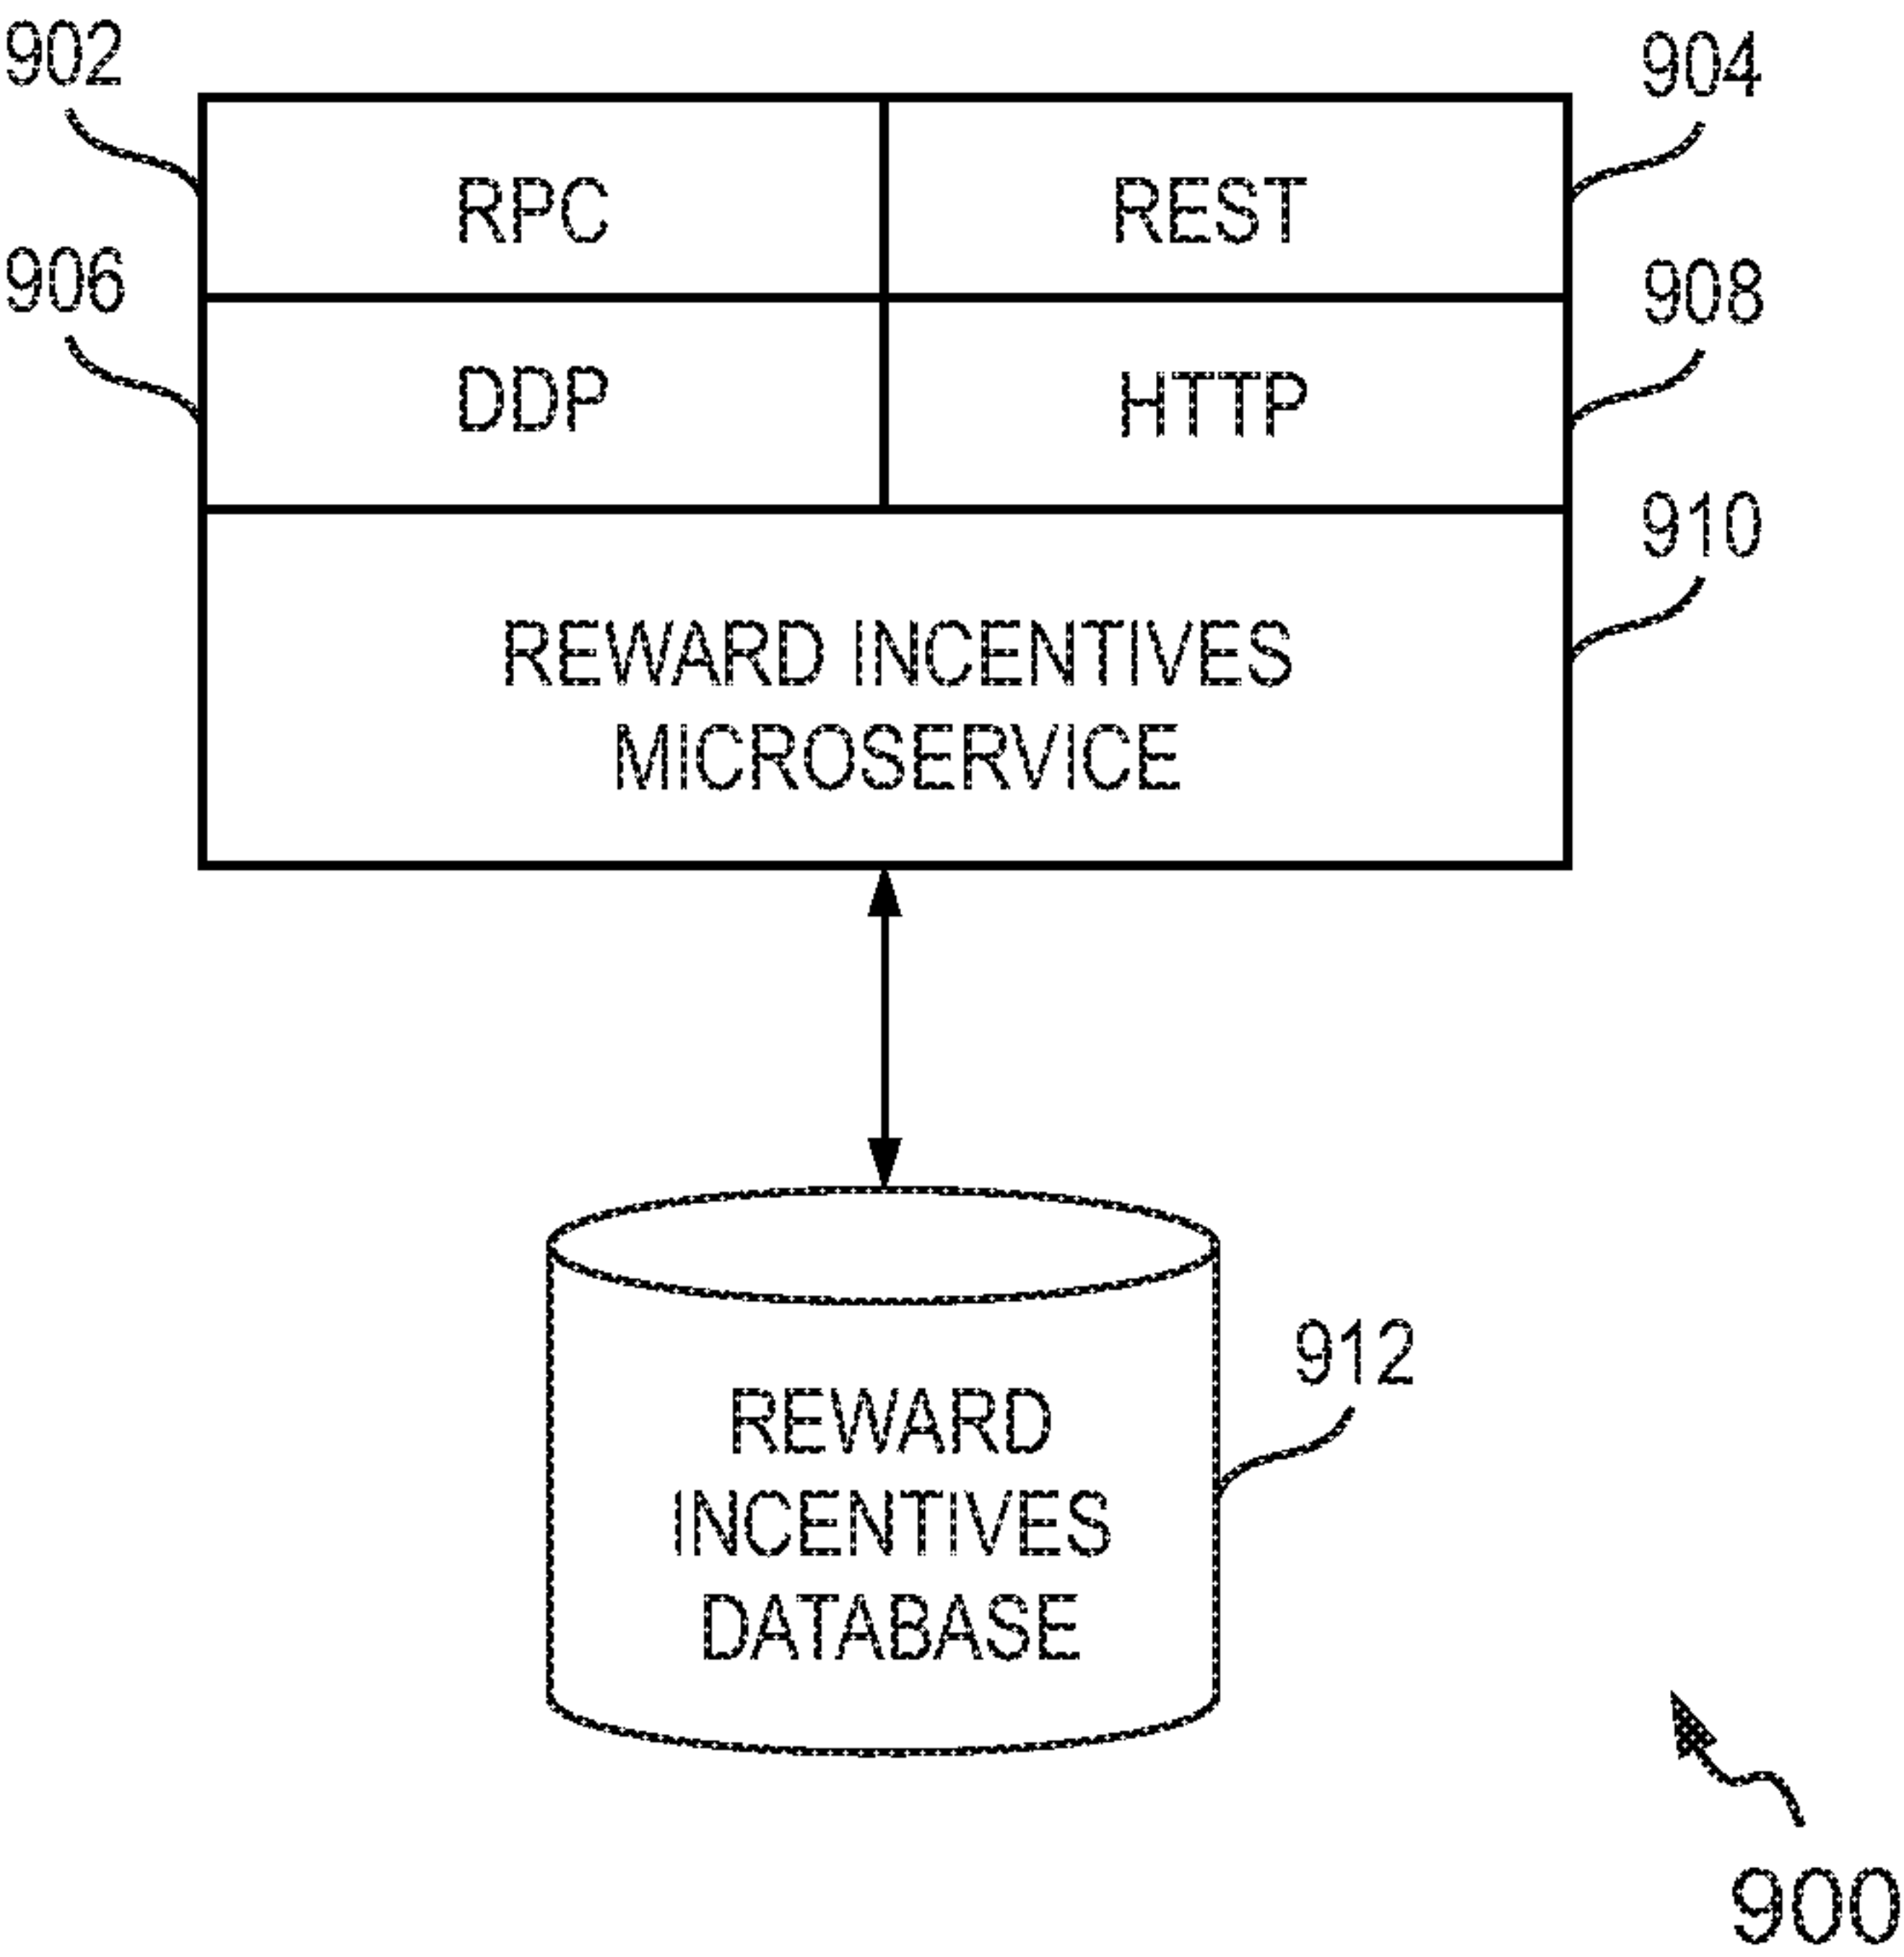 902
904
RPC
REST
906
908
DDP
HTTP
910
REWARD INCENTIVES
MICROSERVICE
912
REWARD
INCENTIVES
DATABASE
900